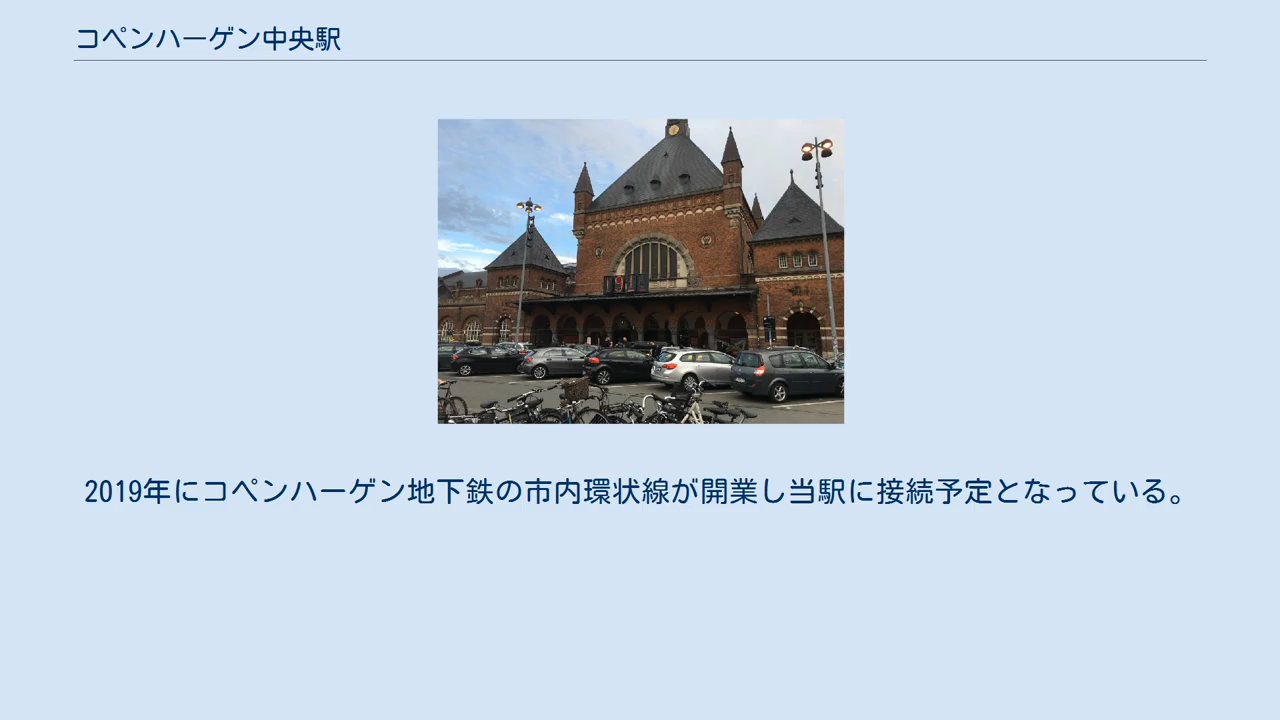 コペンハーゲン中央駅
2019年にコペンハーゲン地下鉄の市内環状線が開業し当駅に接続予定となっている。